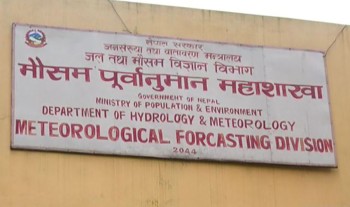 नेपाल सरकार
जनसंख्या तथा वातावरण मन्त्रालय
जल तथा मौसम विज्ञान विभाग
मौसम पूर्वानुमान महाशाखा
GOVERNMENT OF NEPAL
MINISTRY OF POPULATION & ENVIRONMENT
DEPARTMENT OF HYDROLOGY & METEOROLOGY
METEOROLOGICAL FORCASTING DIVISION
2044